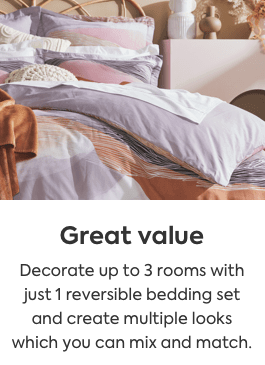 Great value
Decorate up to 3 rooms with
just 1 reversible bedding set
and create multiple looks
which you can mix and match.